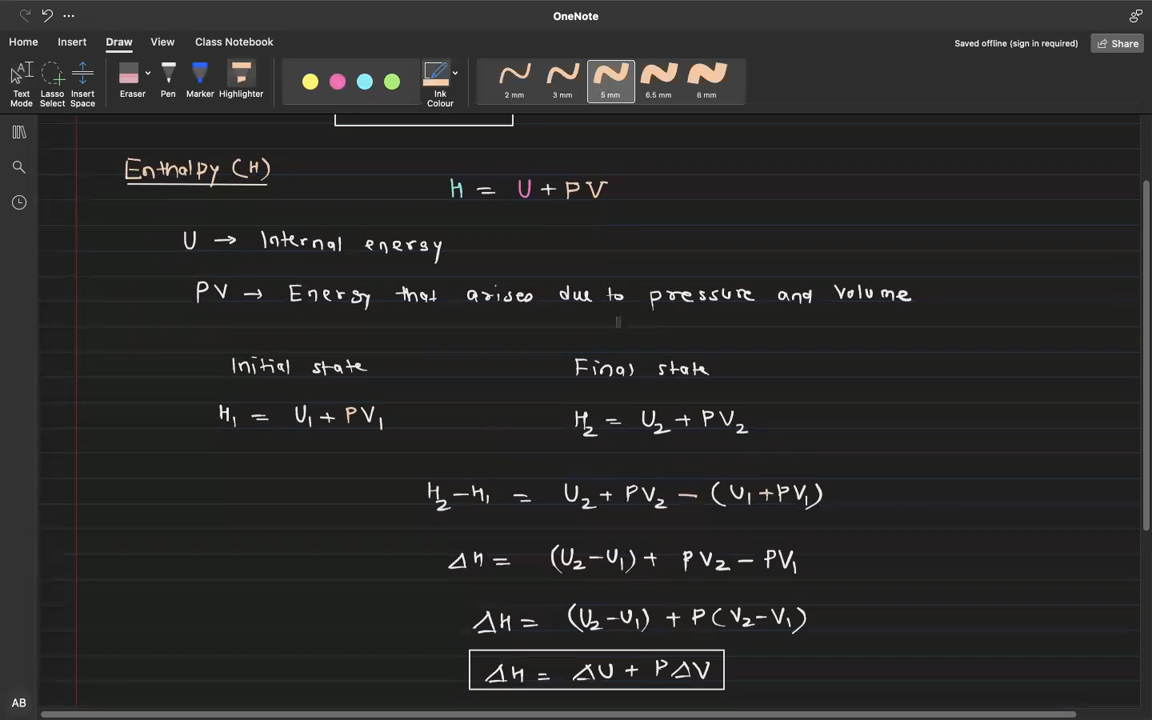 OneNote
Home Insert Draw View Class Notebook
Saved offline (sign in required) Share
Text Mode Lasso Select Insert Space Eraser Pen Marker Highlighter Ink Colour 2 mm 3 mm 5 mm 6.5 mm 8 mm
Enthalpy (H)
H = U + PV
U → Internal energy
PV → Energy that arises due to pressure and volume
Initial state Final state
H₁ = U₁ + PV₁ H₂ = U₂ + PV₂
H₂ – H₁ = U₂ + PV₂ – (U₁ + PV₁)
ΔH = (U₂ – U₁) + PV₂ – PV₁
ΔH = (U₂ – U₁) + P(V₂ – V₁)
ΔH = ΔU + PΔV
AB